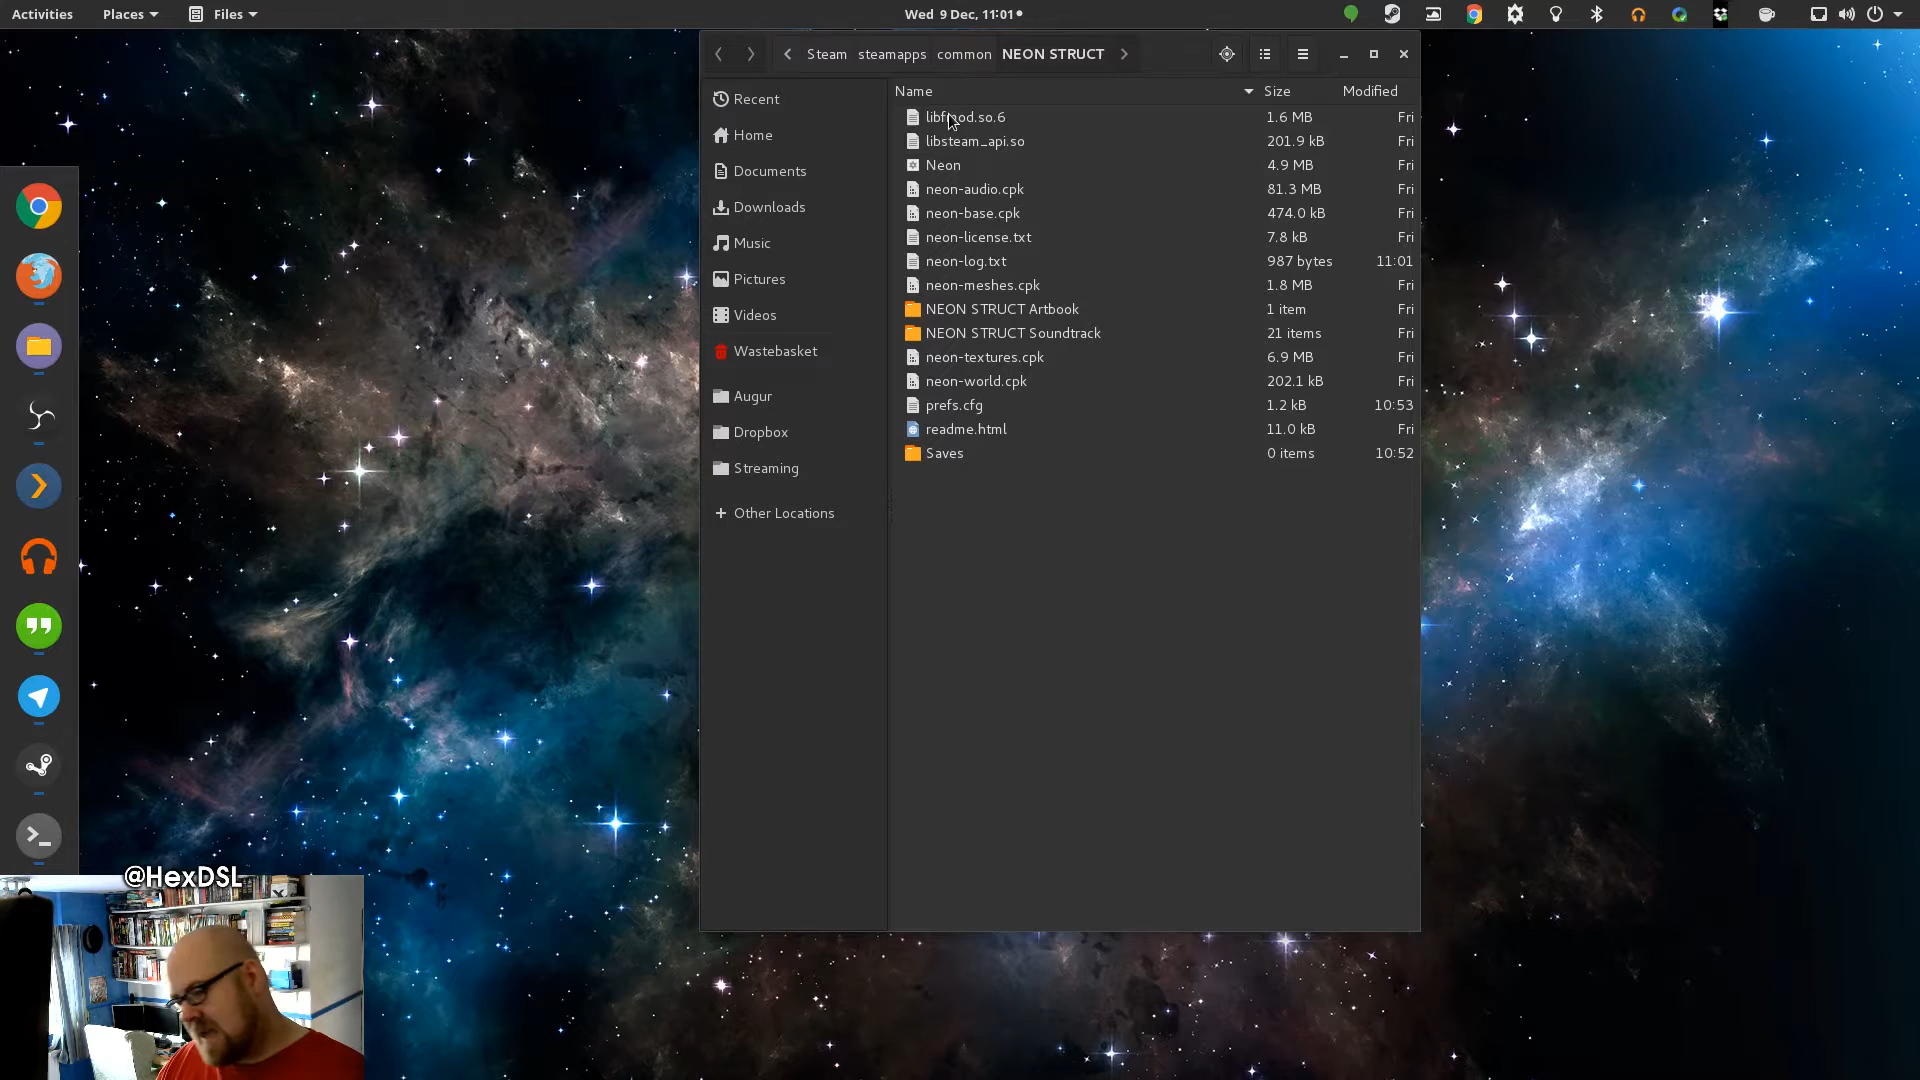 Activities Places Files Wed 9 Dec, 11:01
Steam steamapps common NEON STRUCT
Name Size Modified
Recent
Home
Documents
Downloads
Music
Pictures
Videos
Wastebasket
Augur
Dropbox
Streaming
Other Locations
libfmod.so.6 1.6 MB Fri
libsteam_api.so 201.9 kB Fri
Neon 4.9 MB Fri
neon-audio.cpk 81.3 MB Fri
neon-base.cpk 474.0 kB Fri
neon-license.txt 7.8 kB Fri
neon-log.txt 987 bytes 11:01
neon-meshes.cpk 1.8 MB Fri
NEON STRUCT Artbook 1 item Fri
NEON STRUCT Soundtrack 21 items Fri
neon-textures.cpk 6.9 MB Fri
neon-world.cpk 202.1 kB Fri
prefs.cfg 1.2 kB 10:53
readme.html 11.0 kB Fri
Saves 0 items 10:52
@HexDSL